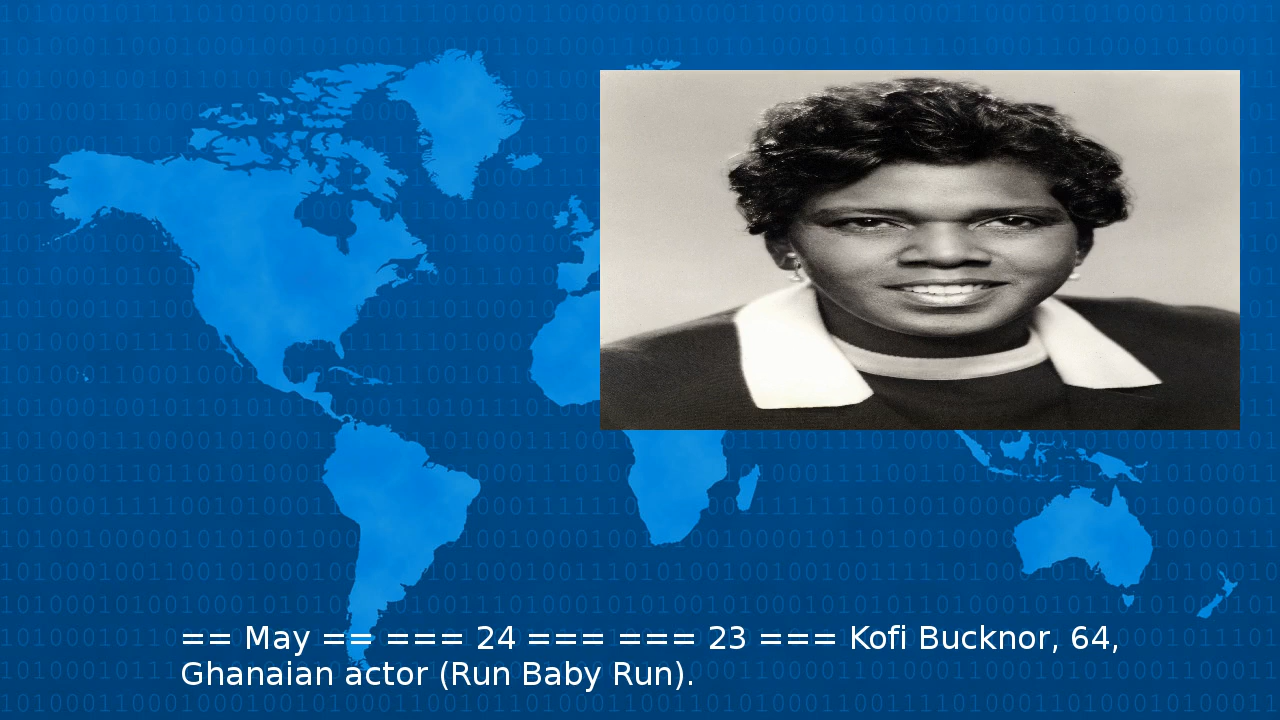 == May == === 24 === === 23 === Kofi Bucknor, 64,
Ghanaian actor (Run Baby Run).